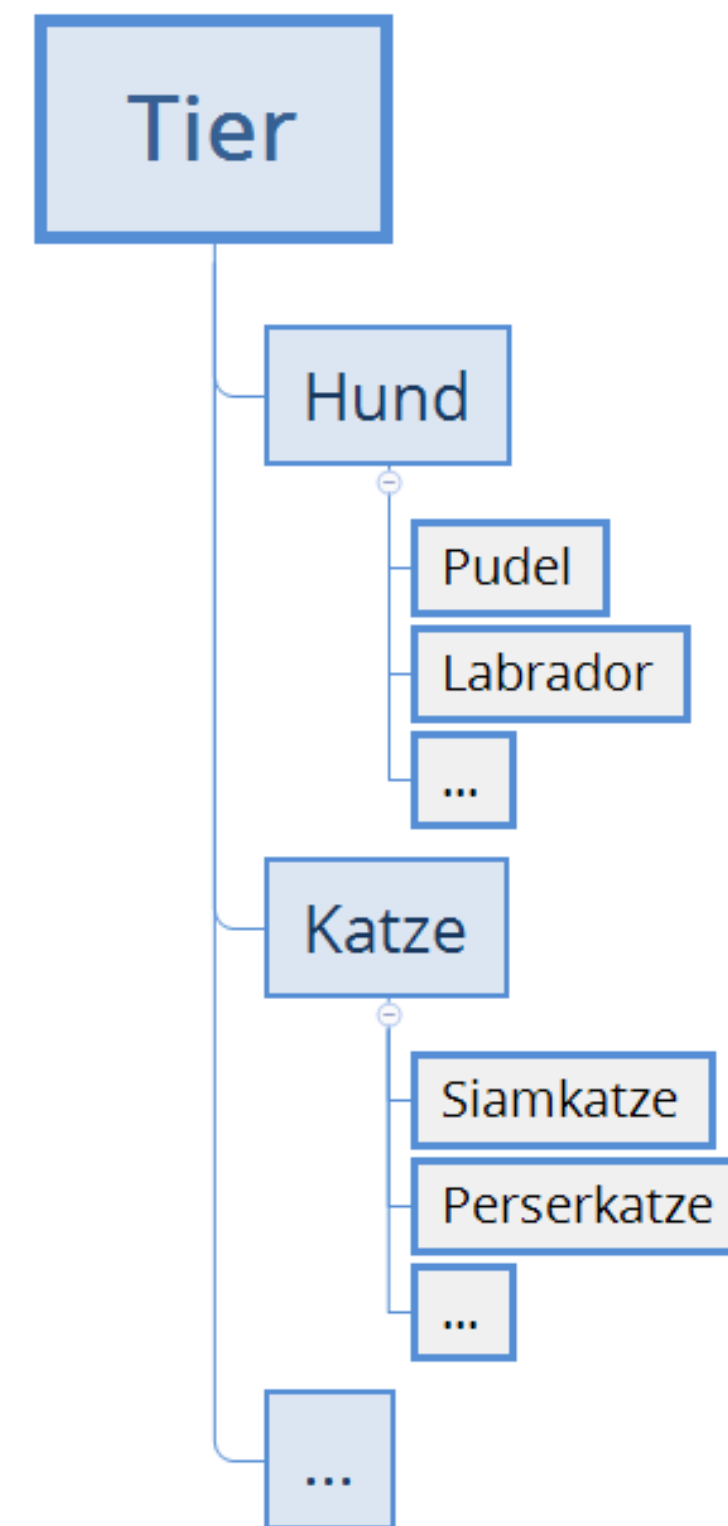 Tier
Hund
Pudel
Labrador
...
Katze
Siamkatze
Perserkatze
...
...